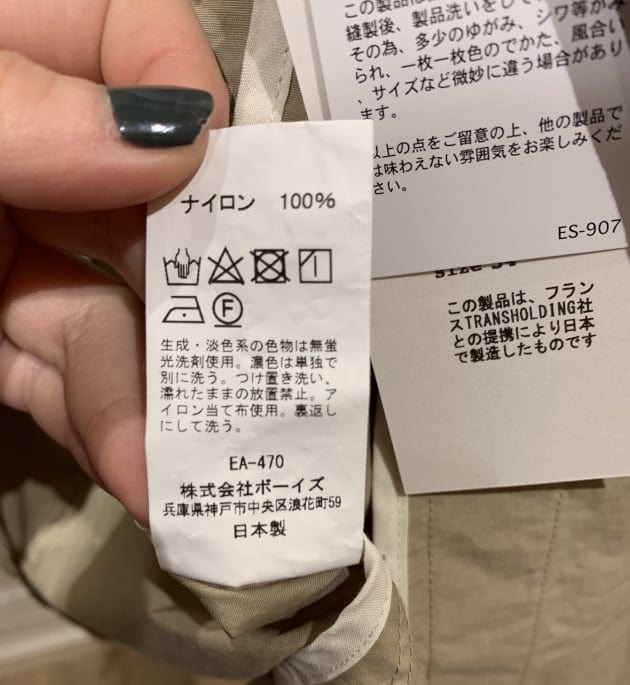 ナイロン 100%
生成・淡色系の色物は無蛍
光洗剤使用。濃色は単独で
別に洗う。つけ置き洗い、
濡れたままの放置禁止。ア
イロン当て布使用。裏返し
にして洗う。
EA-470
株式会社ボーイズ
兵庫県神戸市中央区浪花町59
日本製
この製品は
縫製後、製品洗いをして
その為、多少のゆがみ、シワ等がみ
られ、一枚一枚色のでかた、風合い
、サイズなど微妙に違う場合があり
ます。
以上の点をご留意の上、他の製品で
は味わえない雰囲気をお楽しみくだ
さい。
ES-907
この製品は、フラン
スTRANSHOLDING社
との提携により日本
で製造したものです